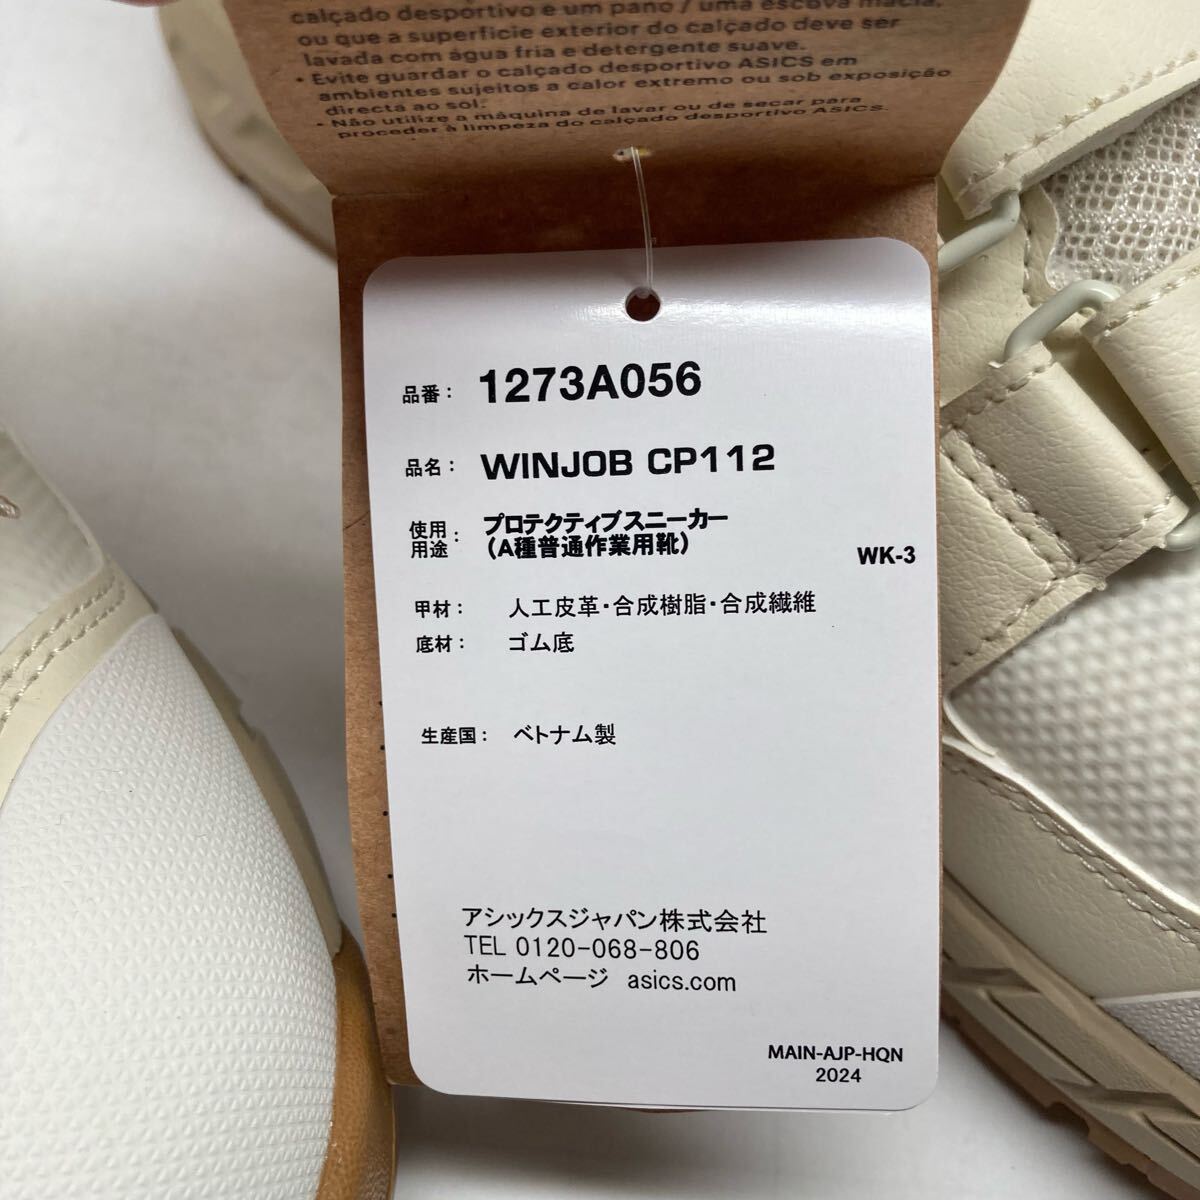 calçado desportivo e um pano / uma escova macia,
ou que a superfície exterior do calçado deve ser
lavada com água fria e detergente suave.
• Evite guardar o calçado desportivo ASICS em
ambientes sujeitos a calor extremo ou sob exposição
directa ao sol.
• Não utilize a máquina de lavar ou de secar para
proceder à limpeza do calçado desportivo ASICS.
品番： 1273A056
品名： WINJOB CP112
使用用途： プロテクティブスニーカー
（A種普通作業用靴）
WK-3
甲材： 人工皮革・合成樹脂・合成繊維
底材： ゴム底
生産国： ベトナム製
アシックスジャパン株式会社
TEL 0120-068-806
ホームページ asics.com
MAIN-AJP-HQN
2024